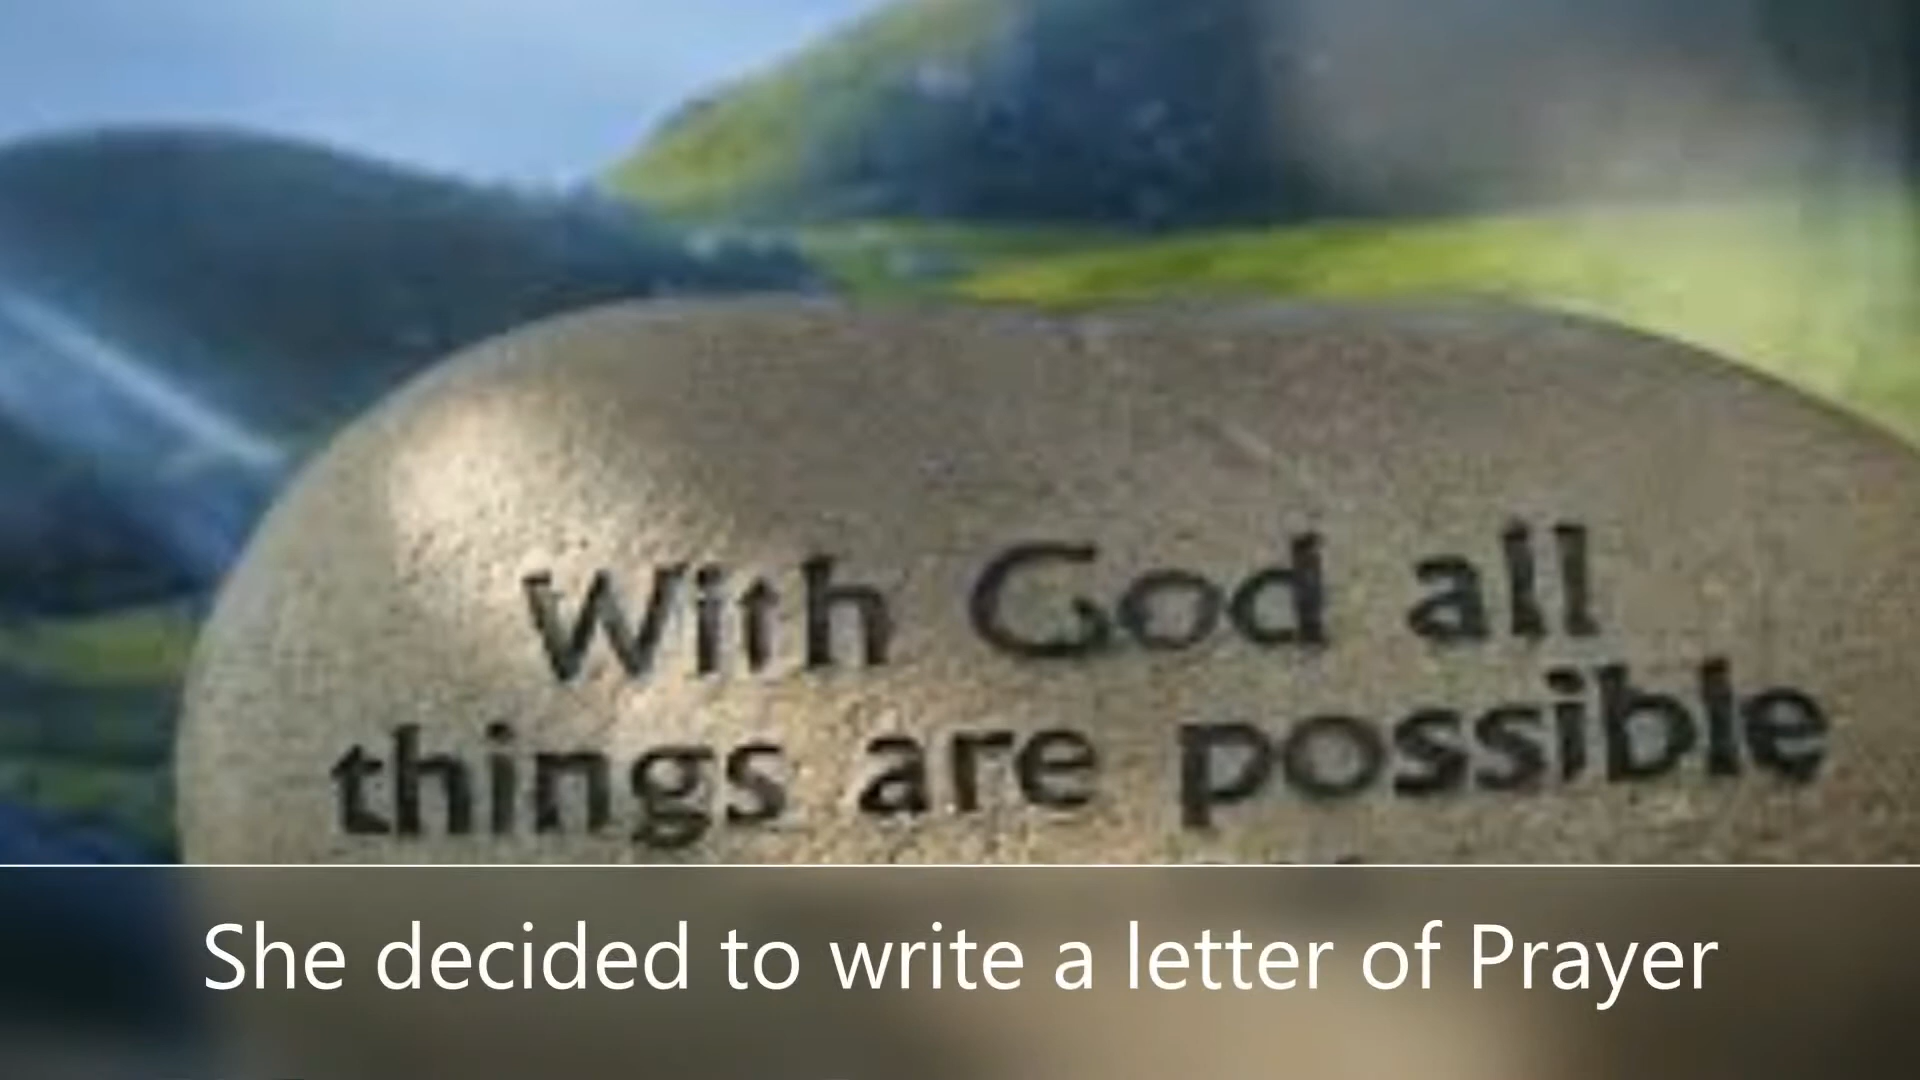 With God all
things are possible
She decided to write a letter of Prayer